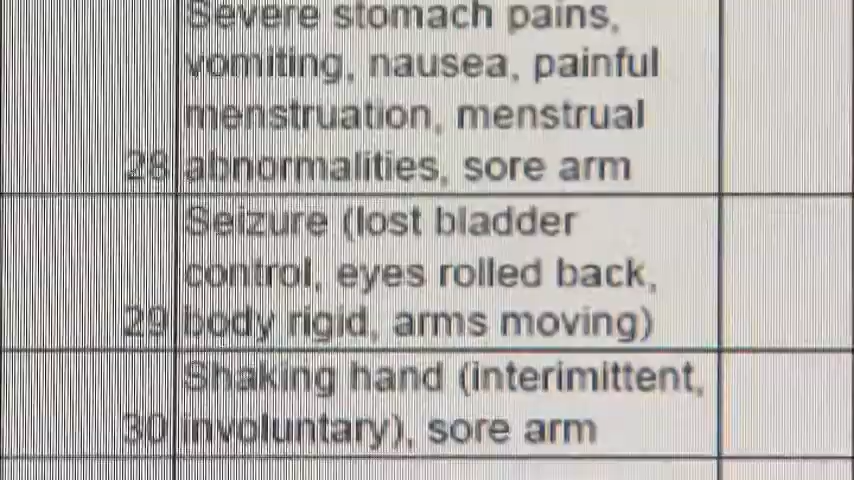 Severe stomach pains,
vomiting, nausea, painful
menstruation, menstrual
28 abnormalities, sore arm
Seizure (lost bladder
control, eyes rolled back,
29 body rigid, arms moving)
Shaking hand (interimittent,
30 involuntary), sore arm